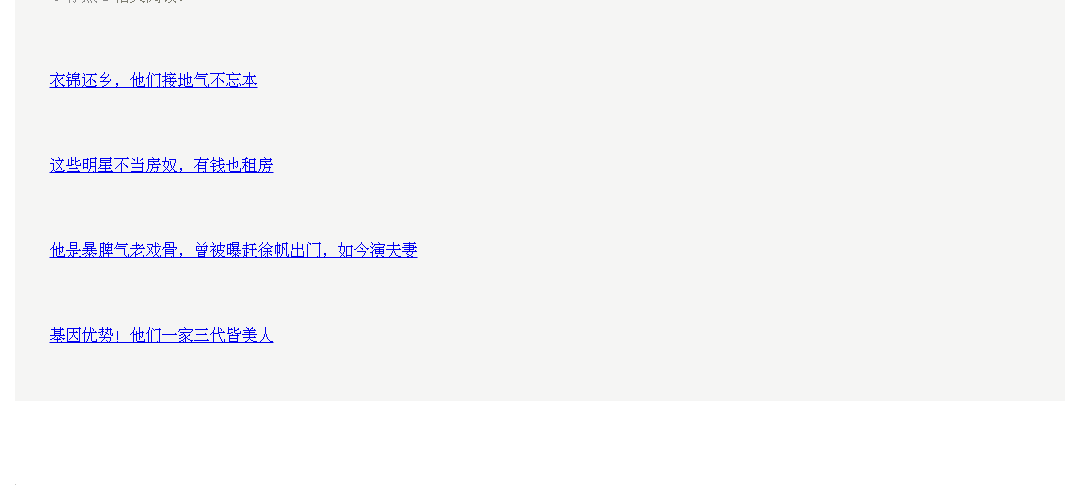 衣锦还乡，他们接地气不忘本
这些明星不当房奴，有钱也租房
他是暴脾气老戏骨，曾被曝赶徐帆出门，如今演夫妻
基因优势！他们一家三代皆美人